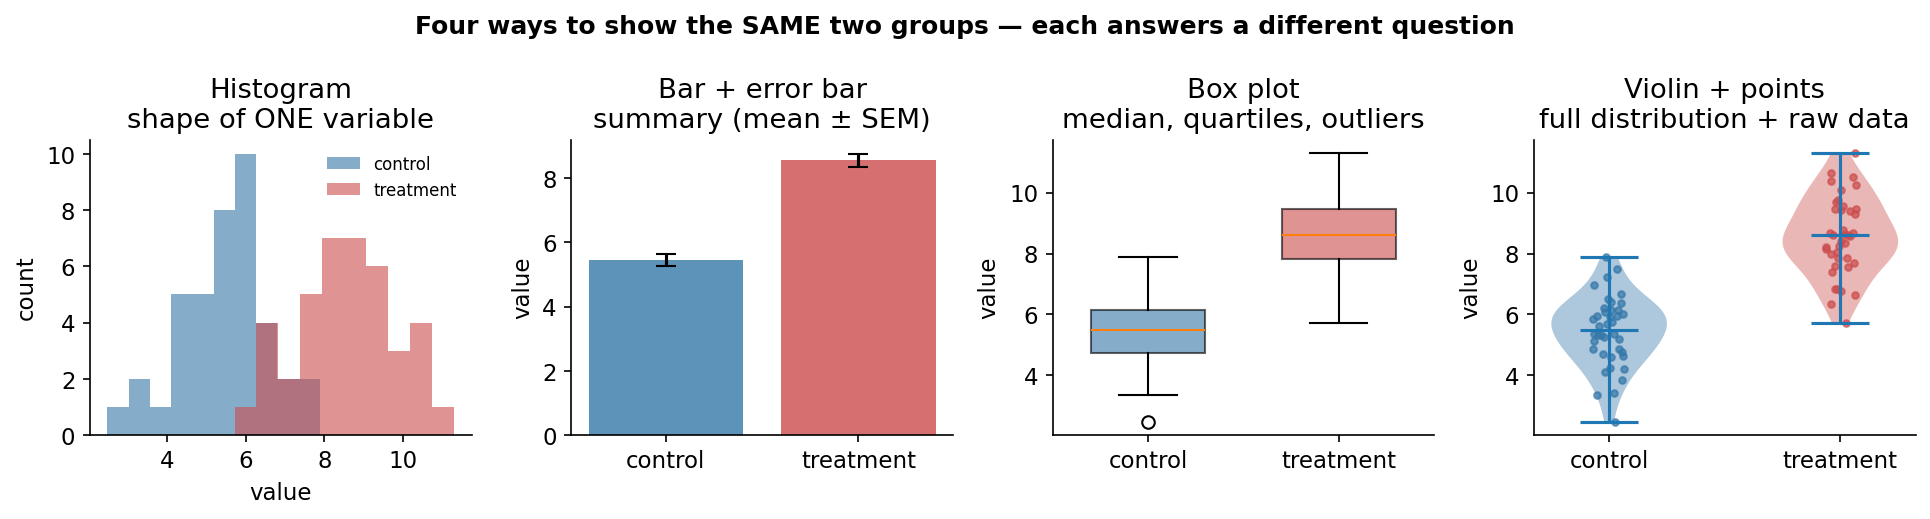 Four ways to show the SAME two groups — each answers a different question
Histogram
shape of ONE variable
count
10
8
6
4
2
0
control
treatment
4 6 8 10
value
Bar + error bar
summary (mean ± SEM)
value
8
6
4
2
0
control treatment
Box plot
median, quartiles, outliers
value
10
8
6
4
control treatment
Violin + points
full distribution + raw data
value
10
8
6
4
control treatment